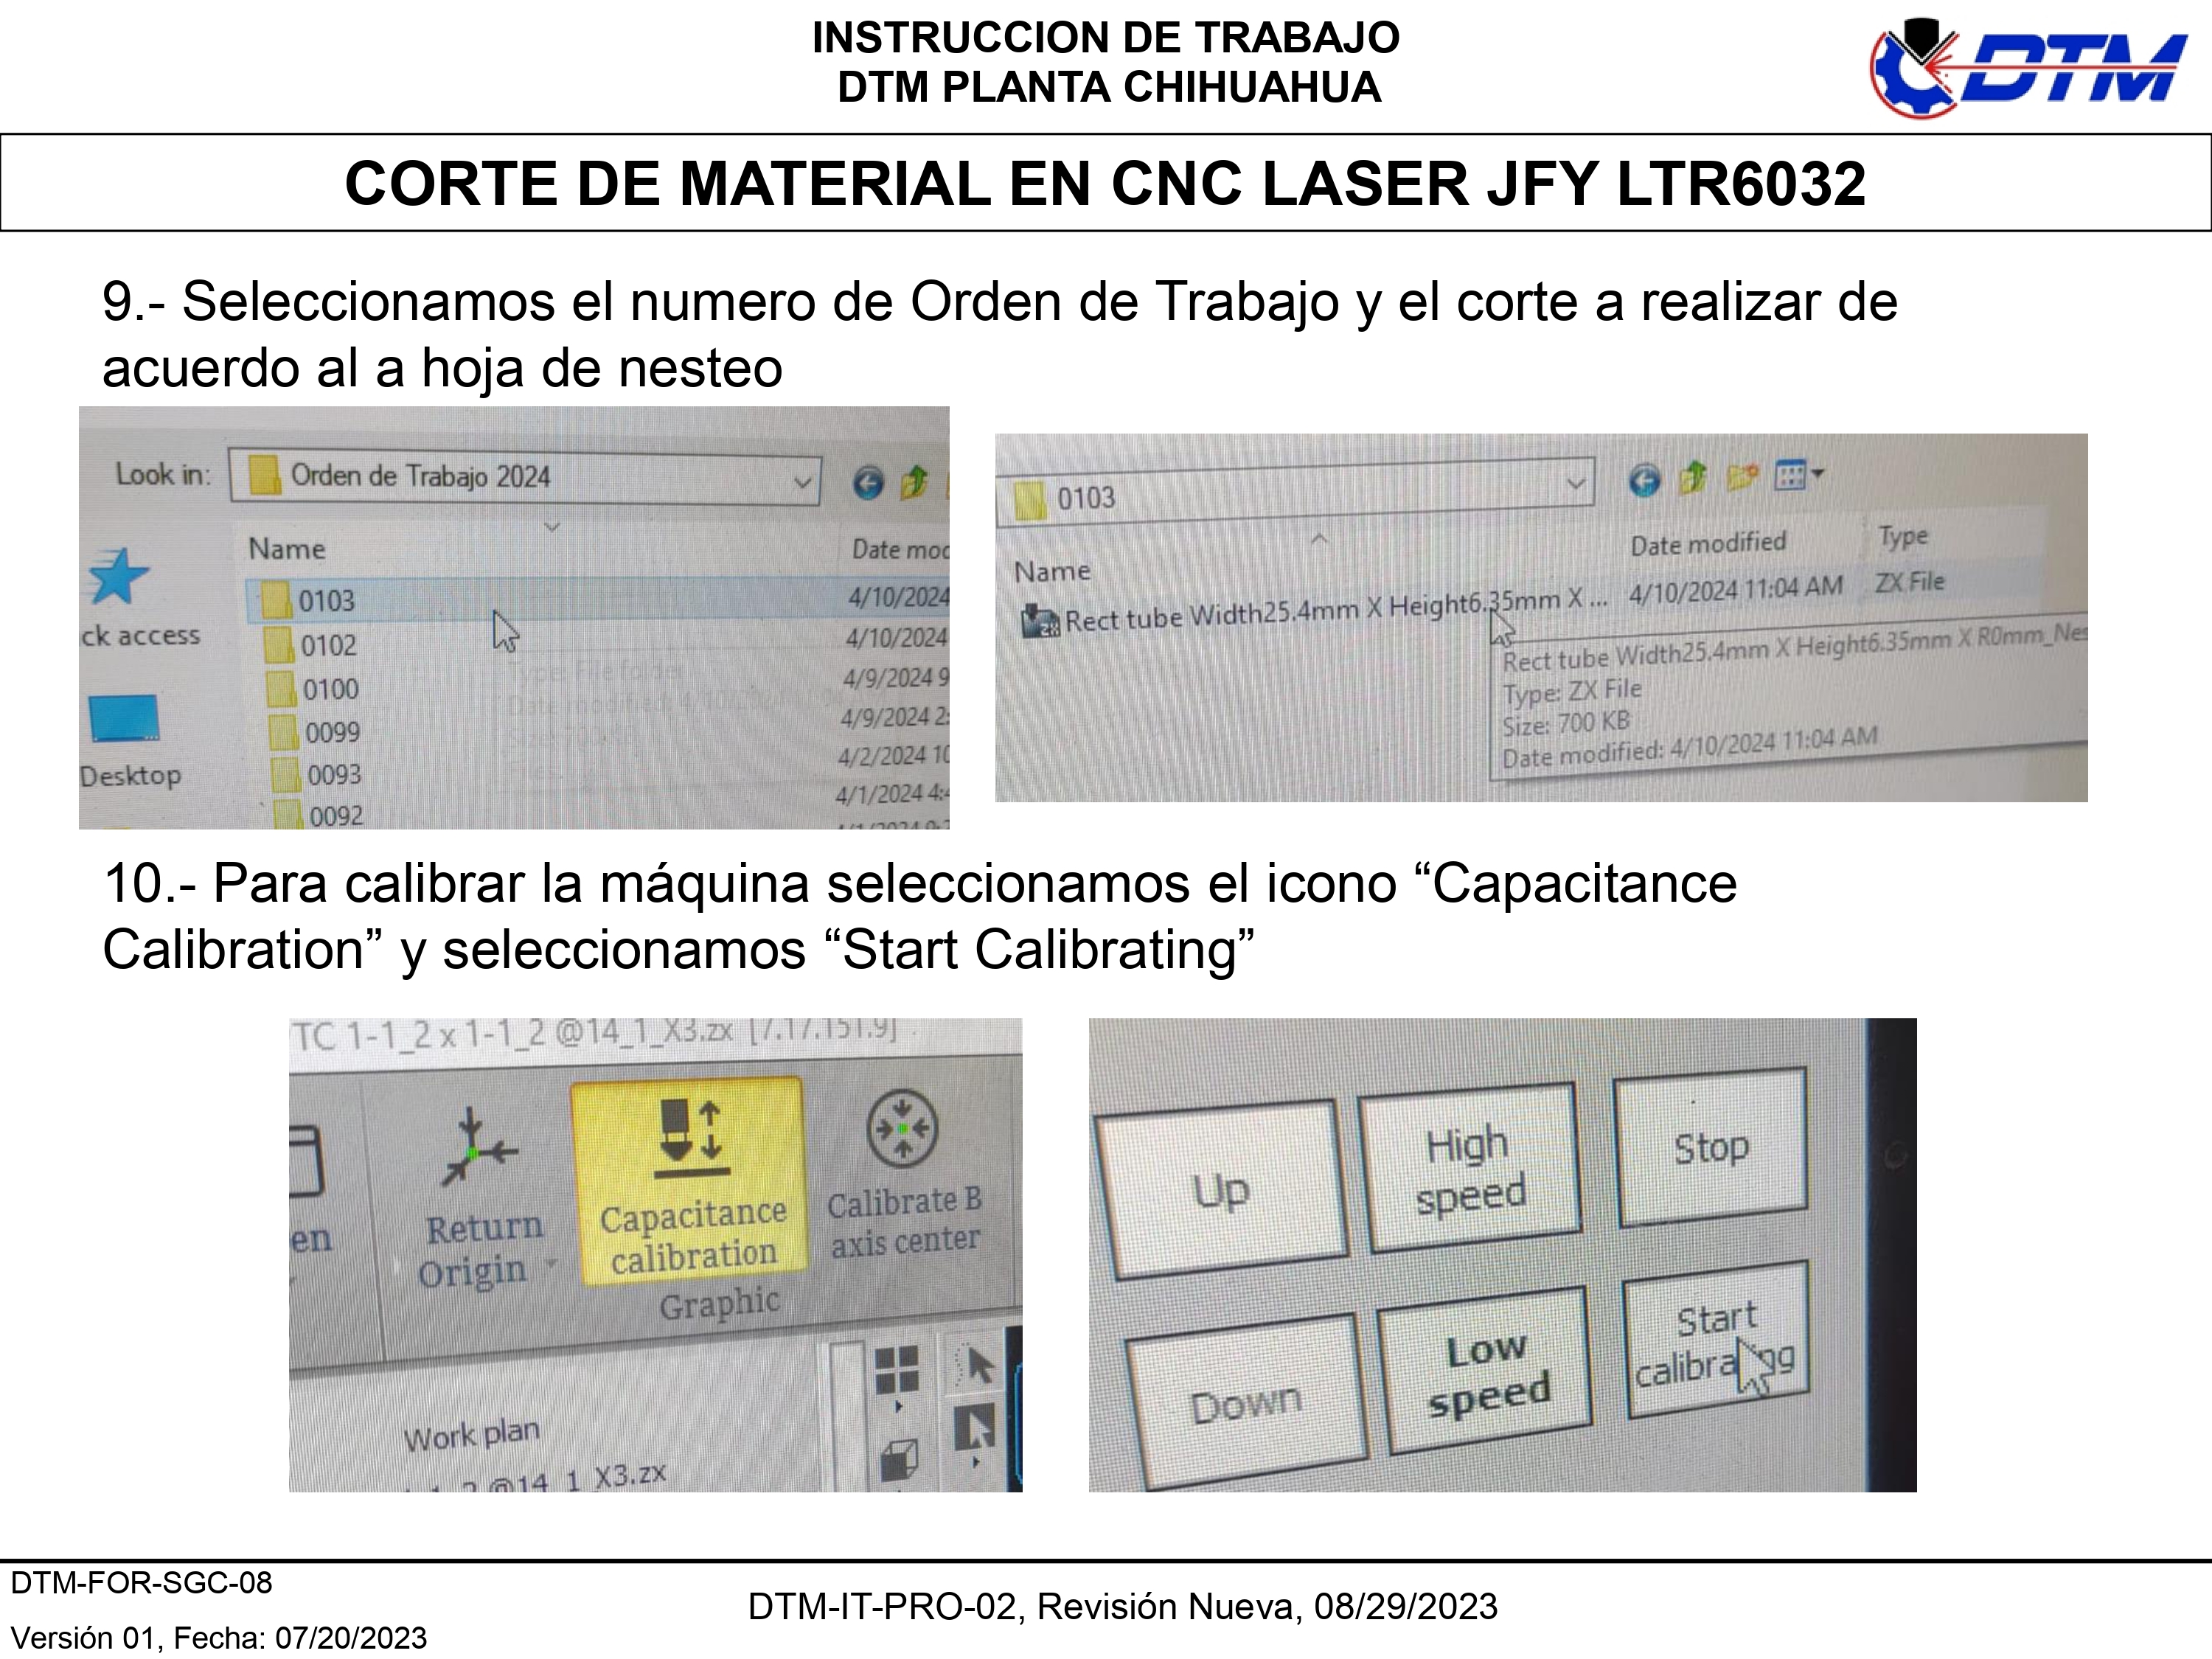 INSTRUCCION DE TRABAJO
DTM PLANTA CHIHUAHUA
DTM
CORTE DE MATERIAL EN CNC LASER JFY LTR6032
9.- Seleccionamos el numero de Orden de Trabajo y el corte a realizar de
acuerdo al a hoja de nesteo
Look in: Orden de Trabajo 2024
Name Date mod
0103 4/10/2024
0102 4/10/2024
0100 4/9/2024 9
0099 4/9/2024 2:
0093 4/2/2024 10
0092 4/1/2024 4:4
ck access
Desktop
Type: File folder
0103
Name Date modified Type
Rect tube Width25.4mm X Height6.35mm X ... 4/10/2024 11:04 AM ZX File
Rect tube Width25.4mm X Height6.35mm X R0mm_Nes
Type: ZX File
Size: 700 KB
Date modified: 4/10/2024 11:04 AM
10.- Para calibrar la máquina seleccionamos el icono “Capacitance
Calibration” y seleccionamos “Start Calibrating”
TC 1-1_2 x 1-1_2 @14_1_X3.zx [7.17.151.9]
en
Return
Origin
Capacitance
calibration
Calibrate B
axis center
Graphic
Work plan
@14_1_X3.zx
Up
High
speed
Stop
Down
Low
speed
Start
calibrating
DTM-FOR-SGC-08
Versión 01, Fecha: 07/20/2023
DTM-IT-PRO-02, Revisión Nueva, 08/29/2023